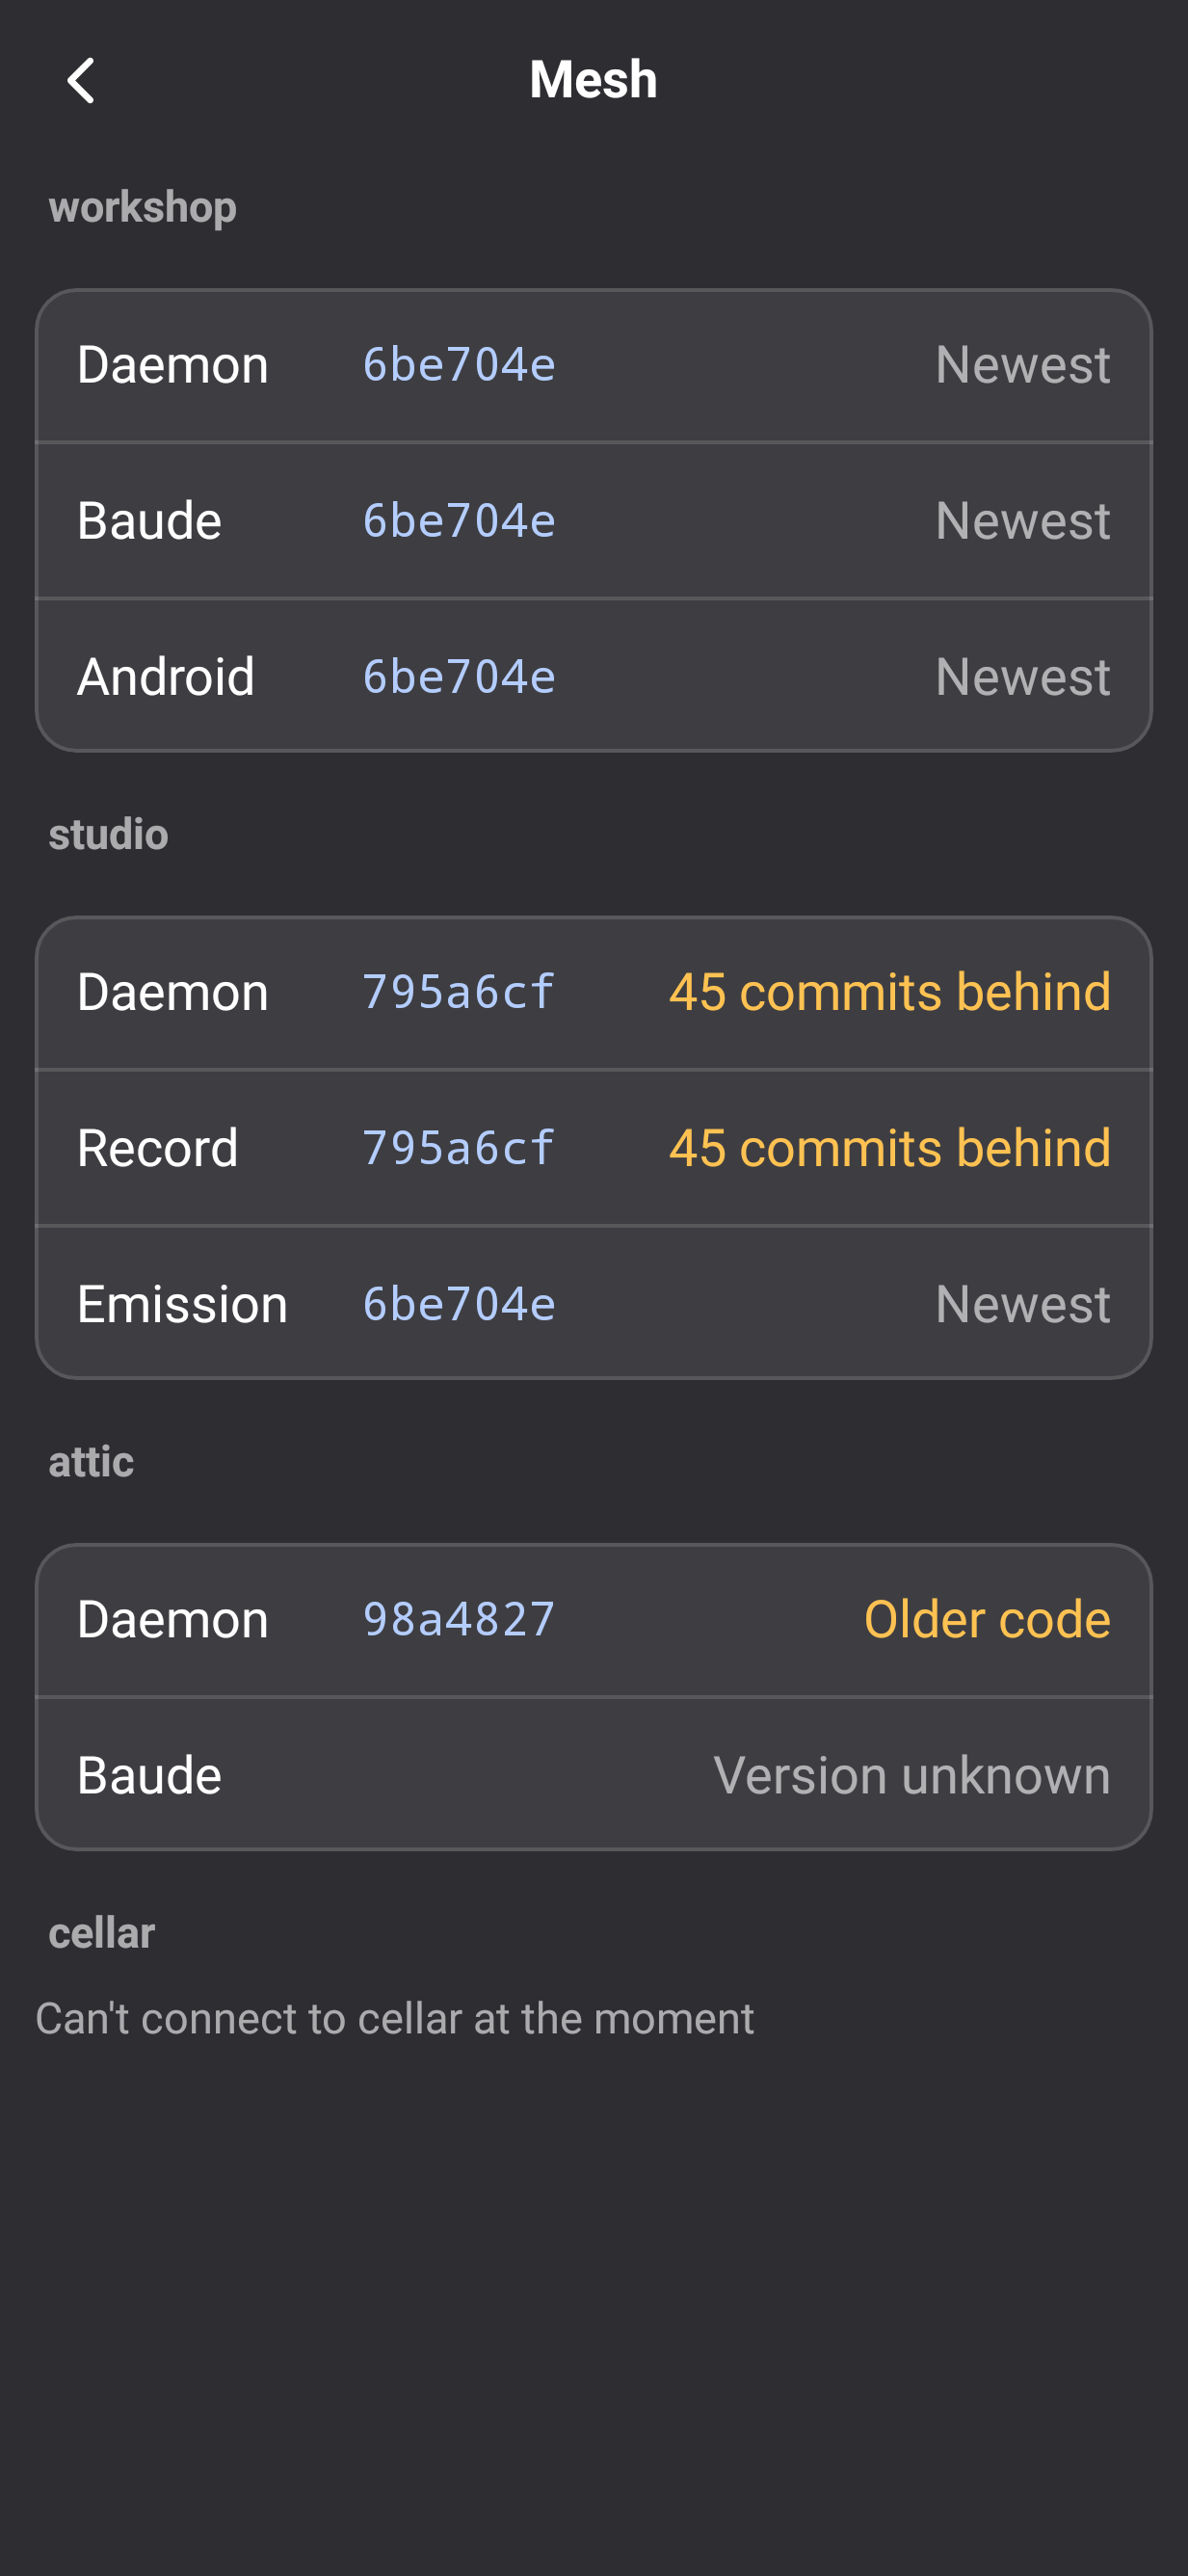 Mesh
workshop
Daemon 6be704e Newest
Baude 6be704e Newest
Android 6be704e Newest
studio
Daemon 795a6cf 45 commits behind
Record 795a6cf 45 commits behind
Emission 6be704e Newest
attic
Daemon 98a4827 Older code
Baude Version unknown
cellar
Can't connect to cellar at the moment